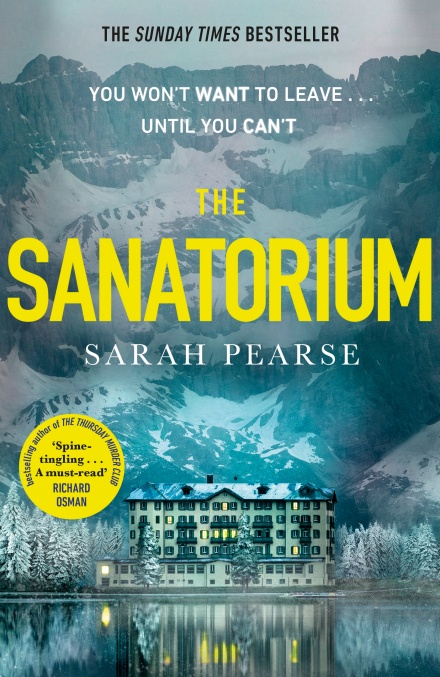 THE SUNDAY TIMES BESTSELLER
YOU WON'T WANT TO LEAVE . . .
UNTIL YOU CAN'T
THE
SANATORIUM
SARAH PEARSE
bestselling author of THE THURSDAY MURDER CLUB
'Spine-
tingling . . .
A must-read'
RICHARD
OSMAN